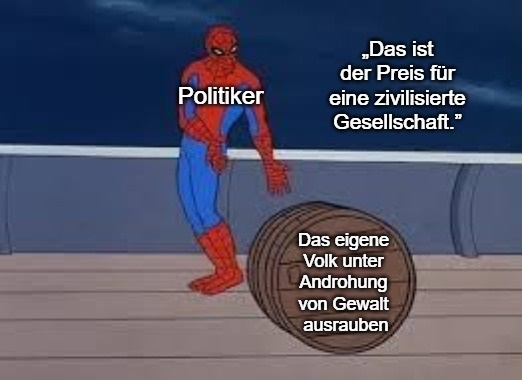 „Das ist
der Preis für
eine zivilisierte
Gesellschaft.”
Politiker
Das eigene
Volk unter
Androhung
von Gewalt
ausrauben